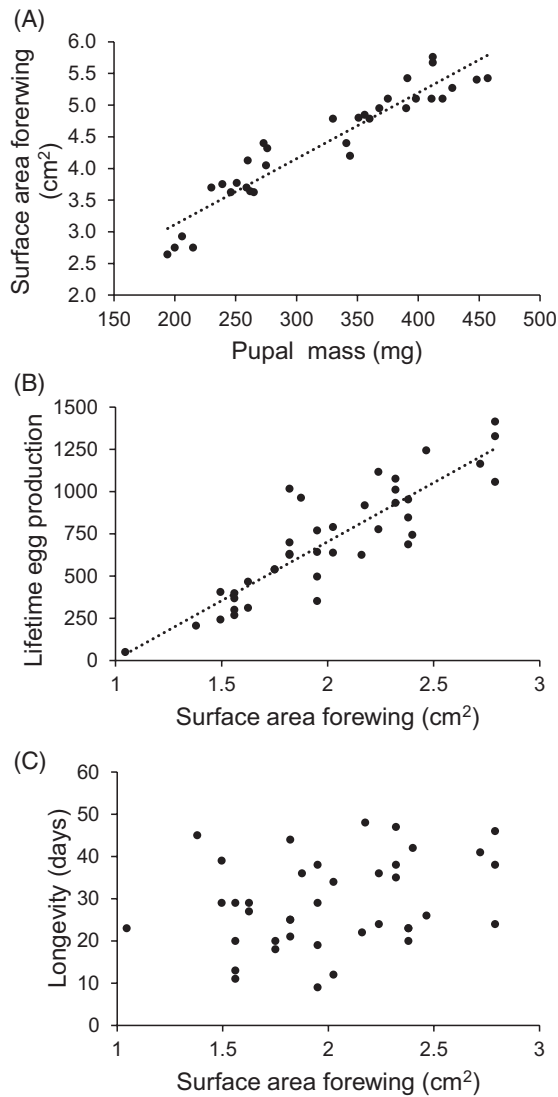 (A)
Surface area forerwing
(cm²)
6.0
5.5
5.0
4.5
4.0
3.5
3.0
2.5
2.0
150 200 250 300 350 400 450 500
Pupal mass (mg)
(B)
Lifetime egg production
1500
1250
1000
750
500
250
0
1 1.5 2 2.5 3
Surface area forewing (cm²)
(C)
Longevity (days)
60
50
40
30
20
10
0
1 1.5 2 2.5 3
Surface area forewing (cm²)